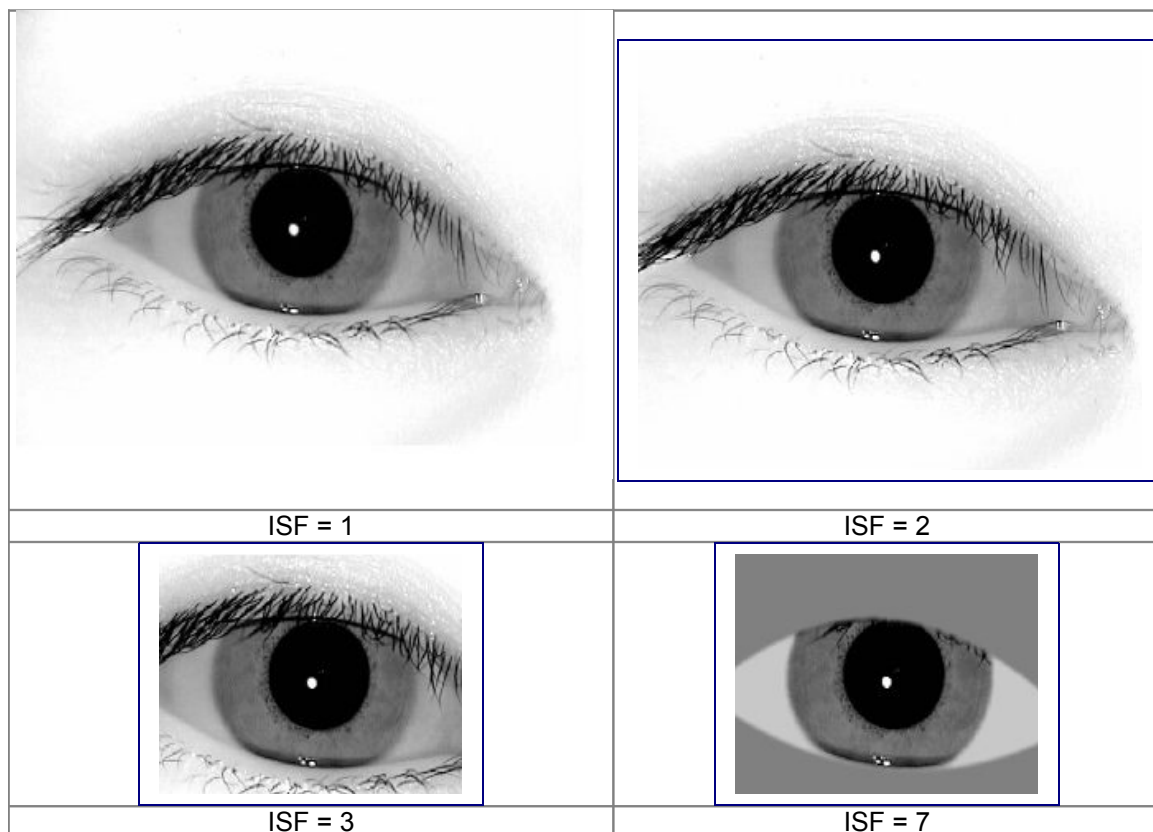 ISF = 1
ISF = 2
ISF = 3
ISF = 7